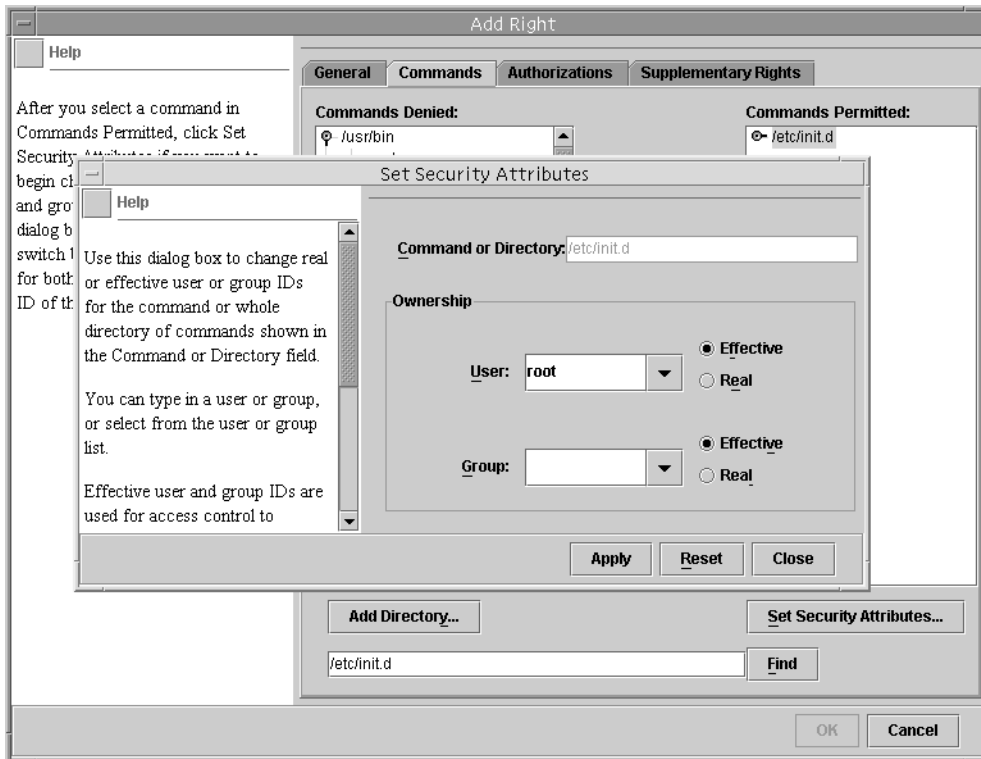 Add Right
Help
After you select a command in
Commands Permitted, click Set
Security Attributes if you want to
begin
and
dialog
switch
for both
ID of
General
Commands
Authorizations
Supplementary Rights
Commands Denied:
/usr/bin
Commands Permitted:
/etc/init.d
Set Security Attributes
Help
Use this dialog box to change real
or effective user or group IDs
for the command or whole
directory of commands shown in
the Command or Directory field.
You can type in a user or group,
or select from the user or group
list.
Effective user and group IDs are
used for access control to
Command or Directory: /etc/init.d
Ownership
User: root
Effective
Real
Group:
Effective
Real
Apply
Reset
Close
Add Directory...
Set Security Attributes...
/etc/init.d
Find
OK
Cancel